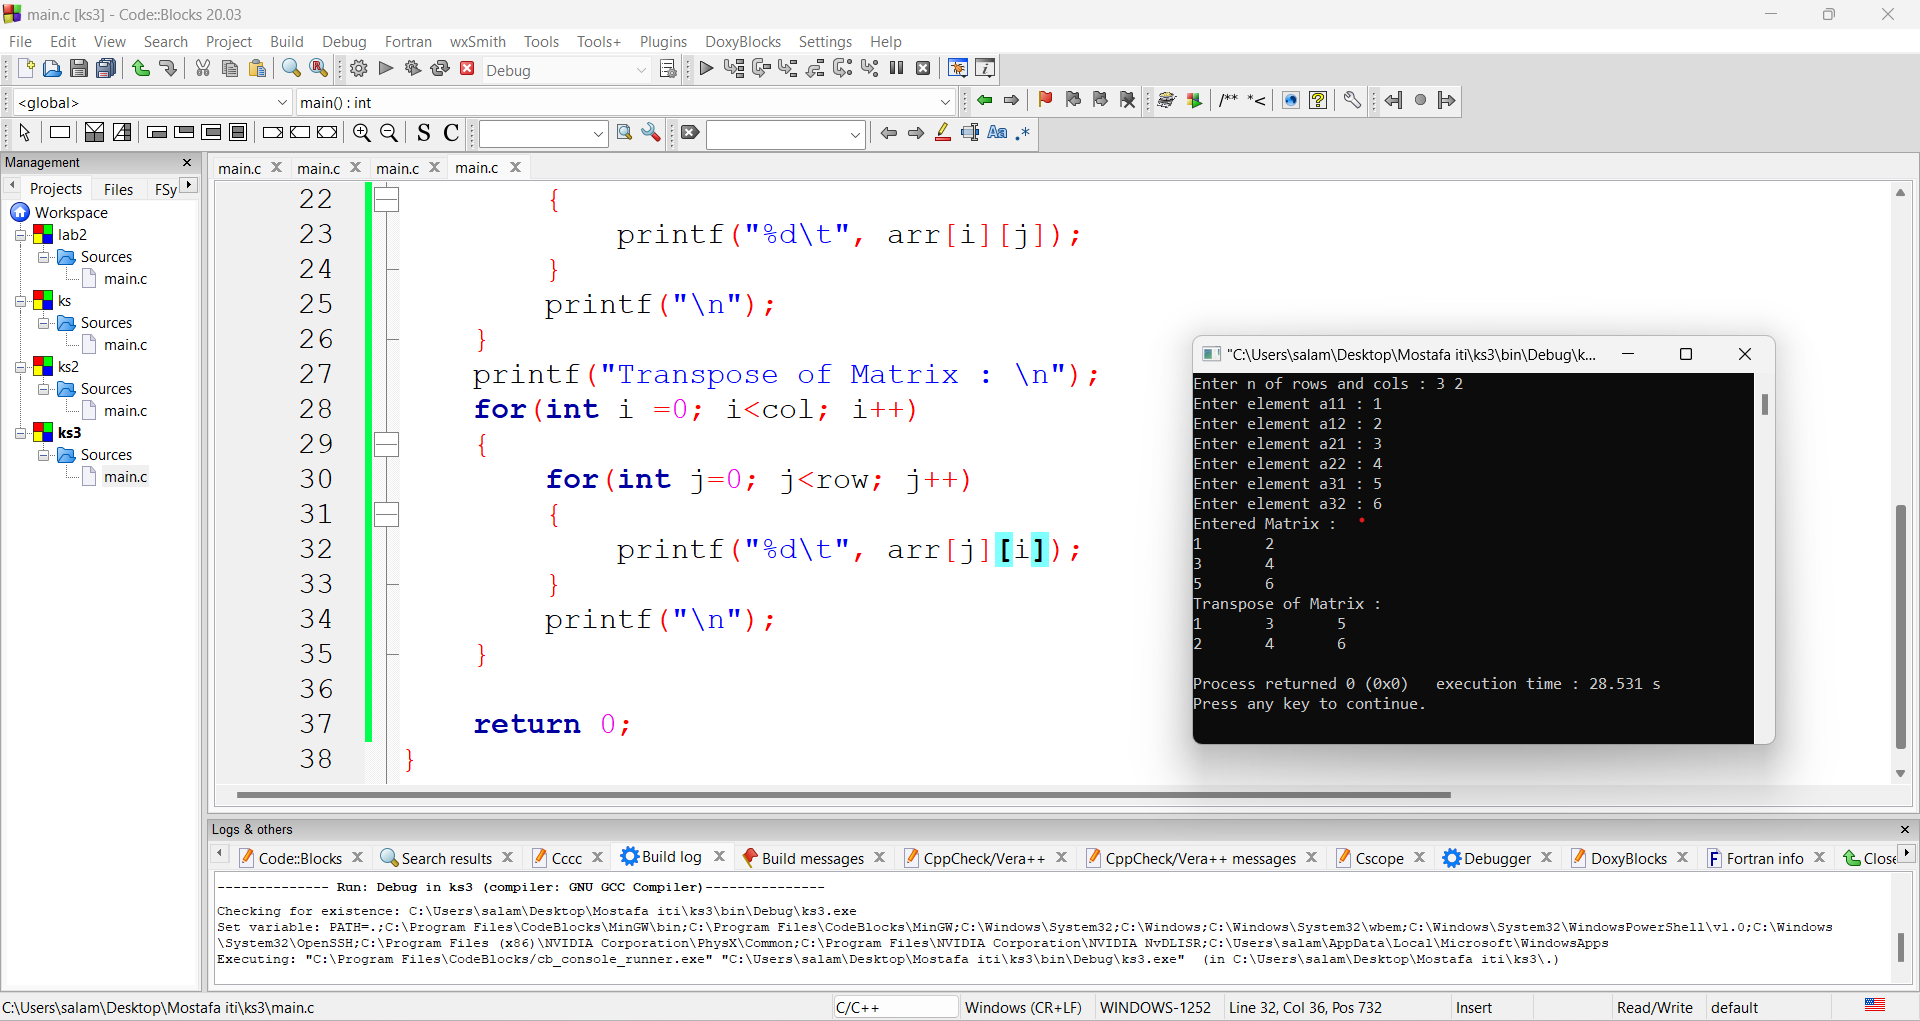 main.c [ks3] - Code::Blocks 20.03
File Edit View Search Project Build Debug Fortran wxSmith Tools Tools+ Plugins DoxyBlocks Settings Help
Debug
<global> main() : int
/** *<
S C Aa .*
Management
Projects Files FSy
Workspace
lab2
Sources
main.c
ks
Sources
main.c
ks2
Sources
main.c
ks3
Sources
main.c
main.c main.c main.c main.c
22 {
23 printf("%d\t", arr[i][j]);
24 }
25 printf("\n");
26 }
27 printf("Transpose of Matrix : \n");
28 for(int i =0; i<col; i++)
29 {
30 for(int j=0; j<row; j++)
31 {
32 printf("%d\t", arr[j][i]);
33 }
34 printf("\n");
35 }
36
37 return 0;
38 }
"C:\Users\salam\Desktop\Mostafa iti\ks3\bin\Debug\k...
Enter n of rows and cols : 3 2
Enter element a11 : 1
Enter element a12 : 2
Enter element a21 : 3
Enter element a22 : 4
Enter element a31 : 5
Enter element a32 : 6
Entered Matrix :
1 2
3 4
5 6
Transpose of Matrix :
1 3 5
2 4 6
Process returned 0 (0x0) execution time : 28.531 s
Press any key to continue.
Logs & others
Code::Blocks Search results Cccc Build log Build messages CppCheck/Vera++ CppCheck/Vera++ messages Cscope Debugger DoxyBlocks Fortran info Close
-------------- Run: Debug in ks3 (compiler: GNU GCC Compiler)---------------
Checking for existence: C:\Users\salam\Desktop\Mostafa iti\ks3\bin\Debug\ks3.exe
Set variable: PATH=.;C:\Program Files\CodeBlocks\MinGW\bin;C:\Program Files\CodeBlocks\MinGW;C:\Windows\System32;C:\Windows;C:\Windows\System32\wbem;C:\Windows\System32\WindowsPowerShell\v1.0;C:\Windows
\System32\OpenSSH;C:\Program Files (x86)\NVIDIA Corporation\PhysX\Common;C:\Program Files\NVIDIA Corporation\NVIDIA NvDLISR;C:\Users\salam\AppData\Local\Microsoft\WindowsApps
Executing: "C:\Program Files\CodeBlocks/cb_console_runner.exe" "C:\Users\salam\Desktop\Mostafa iti\ks3\bin\Debug\ks3.exe" (in C:\Users\salam\Desktop\Mostafa iti\ks3\.)
C:\Users\salam\Desktop\Mostafa iti\ks3\main.c C/C++ Windows (CR+LF) WINDOWS-1252 Line 32, Col 36, Pos 732 Insert Read/Write default